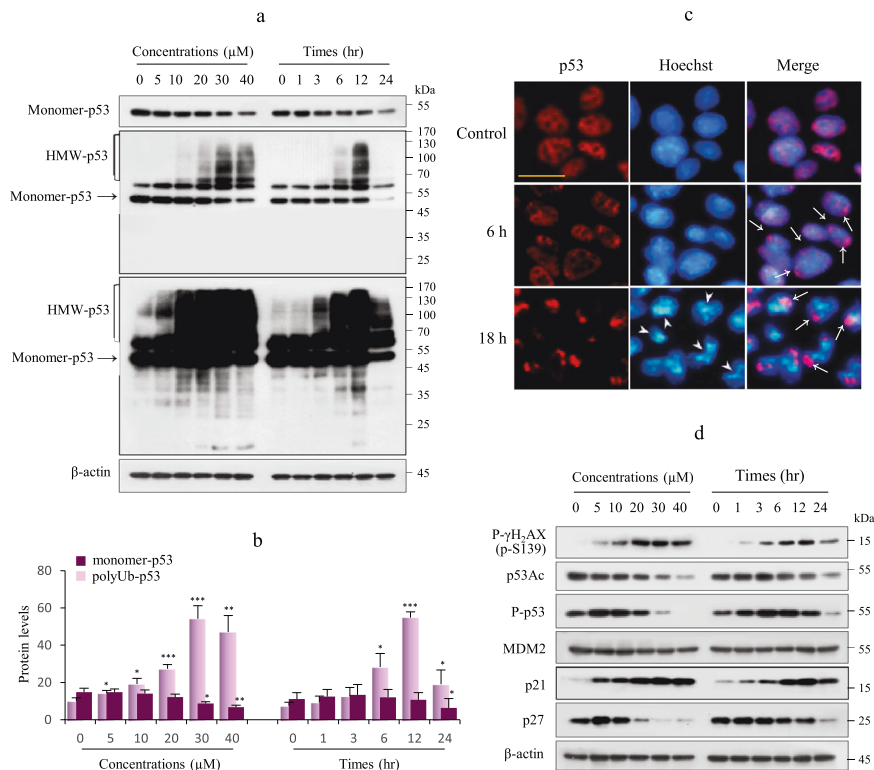 a
Concentrations (µM) Times (hr)
0 5 10 20 30 40 0 1 3 6 12 24
kDa
Monomer-p53
55
HMW-p53
170
130
100
70
Monomer-p53 →
55
45
35
25
HMW-p53
170
130
100
70
Monomer-p53 →
55
45
35
25
β-actin
45
b
monomer-p53
polyUb-p53
Protein levels
80
60
40
20
0
* * *** *** * ** ** * *** * *
0 5 10 20 30 40 0 1 3 6 12 24
Concentrations (µM) Times (hr)
c
p53 Hoechst Merge
Control
6 h
18 h
d
Concentrations (µM) Times (hr)
0 5 10 20 30 40 0 1 3 6 12 24
kDa
P-γH₂AX
(p-S139)
15
p53Ac
55
P-p53
55
MDM2
55
p21
15
p27
25
β-actin
45